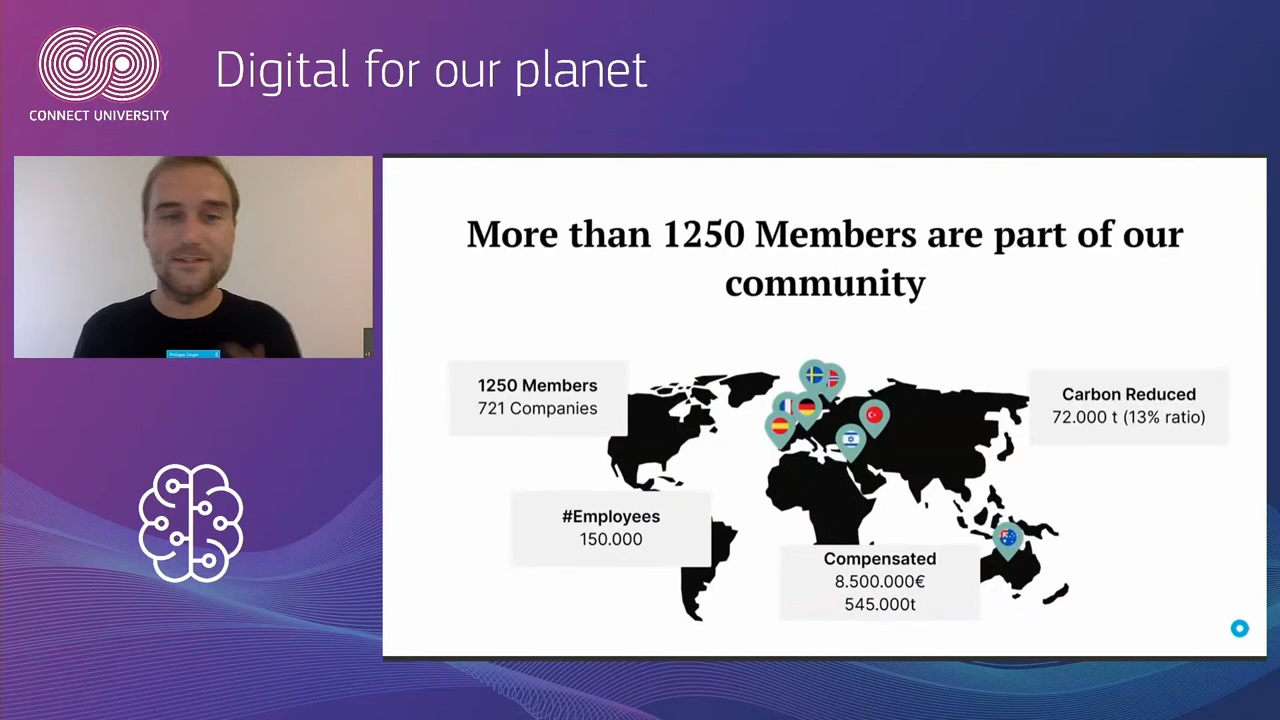 CONNECT UNIVERSITY
Digital for our planet
More than 1250 Members are part of our
community
1250 Members
721 Companies
Carbon Reduced
72.000 t (13% ratio)
#Employees
150.000
Compensated
8.500.000€
545.000t